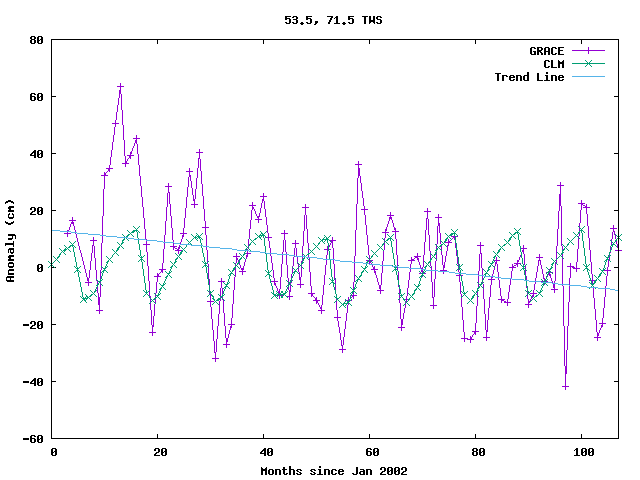 53.5, 71.5 TWS
GRACE
CLM
Trend Line
80
60
40
20
0
-20
-40
-60
Anomaly (cm)
0 20 40 60 80 100
Months since Jan 2002